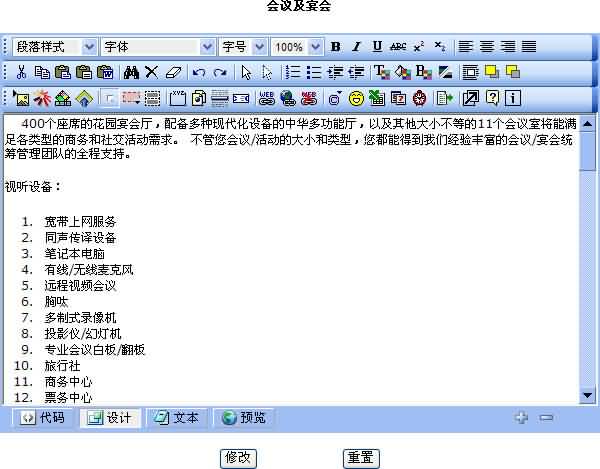 会议及宴会
段落样式 字体 字号 100% B I U ABC x² x₂
400个座席的花园宴会厅，配备多种现代化设备的中华多功能厅，以及其他大小不等的11个会议室将能满
足各类型的商务和社交活动需求。 不管您会议/活动的大小和类型，您都能得到我们经验丰富的会议/宴会统
筹管理团队的全程支持。
视听设备：
1. 宽带上网服务
2. 同声传译设备
3. 笔记本电脑
4. 有线/无线麦克风
5. 远程视频会议
6. 胸呔
7. 多制式录像机
8. 投影仪/幻灯机
9. 专业会议白板/翻板
10. 旅行社
11. 商务中心
12. 票务中心
代码 设计 文本 预览
修改 重置